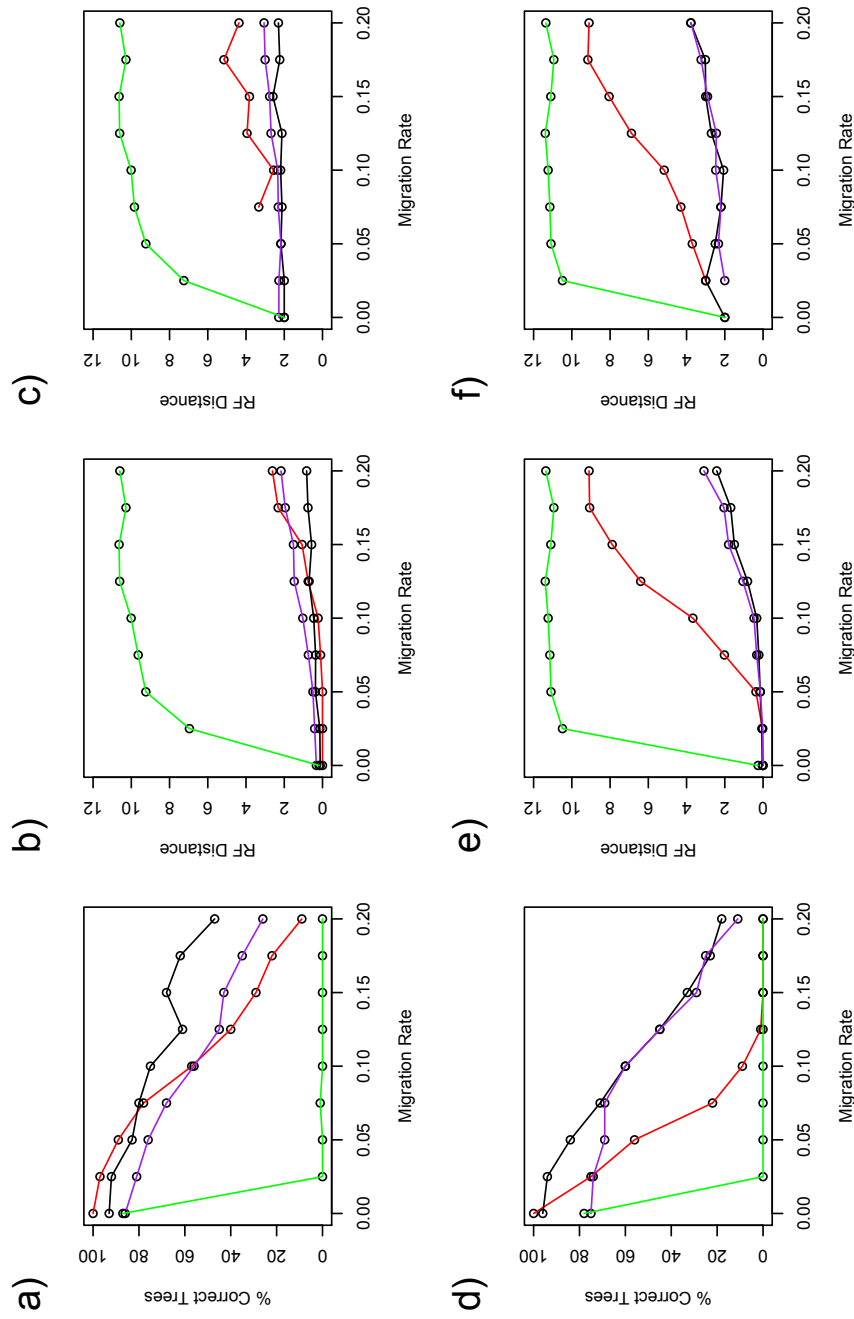 a)
% Correct Trees
0 20 40 60 80 100
0.00 0.05 0.10 0.15 0.20
Migration Rate
b)
RF Distance
0 2 4 6 8 10 12
0.00 0.05 0.10 0.15 0.20
Migration Rate
c)
RF Distance
0 2 4 6 8 10 12
0.00 0.05 0.10 0.15 0.20
Migration Rate
d)
% Correct Trees
0 20 40 60 80 100
0.00 0.05 0.10 0.15 0.20
Migration Rate
e)
RF Distance
0 2 4 6 8 10 12
0.00 0.05 0.10 0.15 0.20
Migration Rate
f)
RF Distance
0 2 4 6 8 10 12
0.00 0.05 0.10 0.15 0.20
Migration Rate